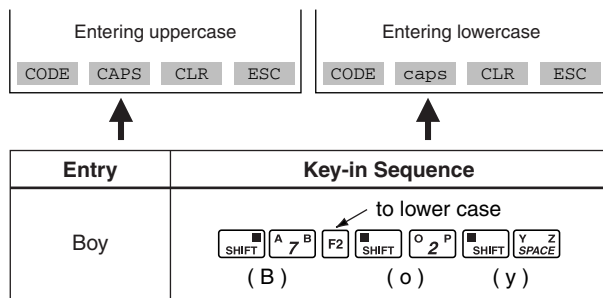 Entering uppercase
CODE CAPS CLR ESC
Entering lowercase
CODE caps CLR ESC
Entry Key-in Sequence
to lower case
Boy SHIFT A 7 B F2 SHIFT O 2 P SHIFT Y Z SPACE
( B ) ( o ) ( y )